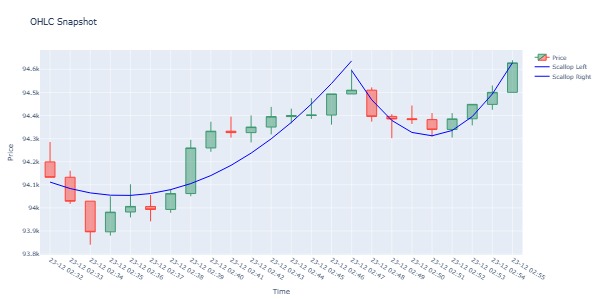 OHLC Snapshot
Price
Scallop Left
Scallop Right
94.6k
94.5k
94.4k
94.3k
94.2k
94.1k
94k
93.9k
93.8k
Price
23-12 02:32
23-12 02:33
23-12 02:34
23-12 02:35
23-12 02:36
23-12 02:37
23-12 02:38
23-12 02:39
23-12 02:40
23-12 02:41
23-12 02:42
23-12 02:43
23-12 02:44
23-12 02:45
23-12 02:46
23-12 02:47
23-12 02:48
23-12 02:49
23-12 02:50
23-12 02:51
23-12 02:52
23-12 02:53
23-12 02:54
23-12 02:55
Time